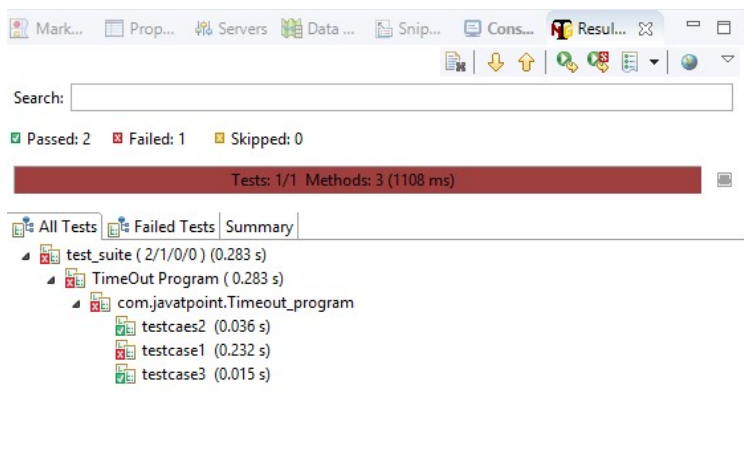 Mark... Prop... Servers Data ... Snip... Cons... Resul...
Search:
Passed: 2 Failed: 1 Skipped: 0
Tests: 1/1 Methods: 3 (1108 ms)
All Tests Failed Tests Summary
test_suite ( 2/1/0/0 ) (0.283 s)
TimeOut Program ( 0.283 s)
com.javatpoint.Timeout_program
testcaes2 (0.036 s)
testcase1 (0.232 s)
testcase3 (0.015 s)